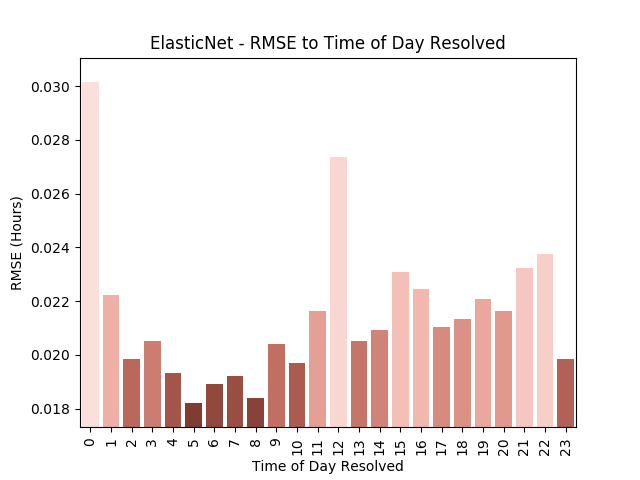 ElasticNet - RMSE to Time of Day Resolved
0.030
0.028
0.026
0.024
0.022
0.020
0.018
RMSE (Hours)
0 1 2 3 4 5 6 7 8 9 10 11 12 13 14 15 16 17 18 19 20 21 22 23
Time of Day Resolved